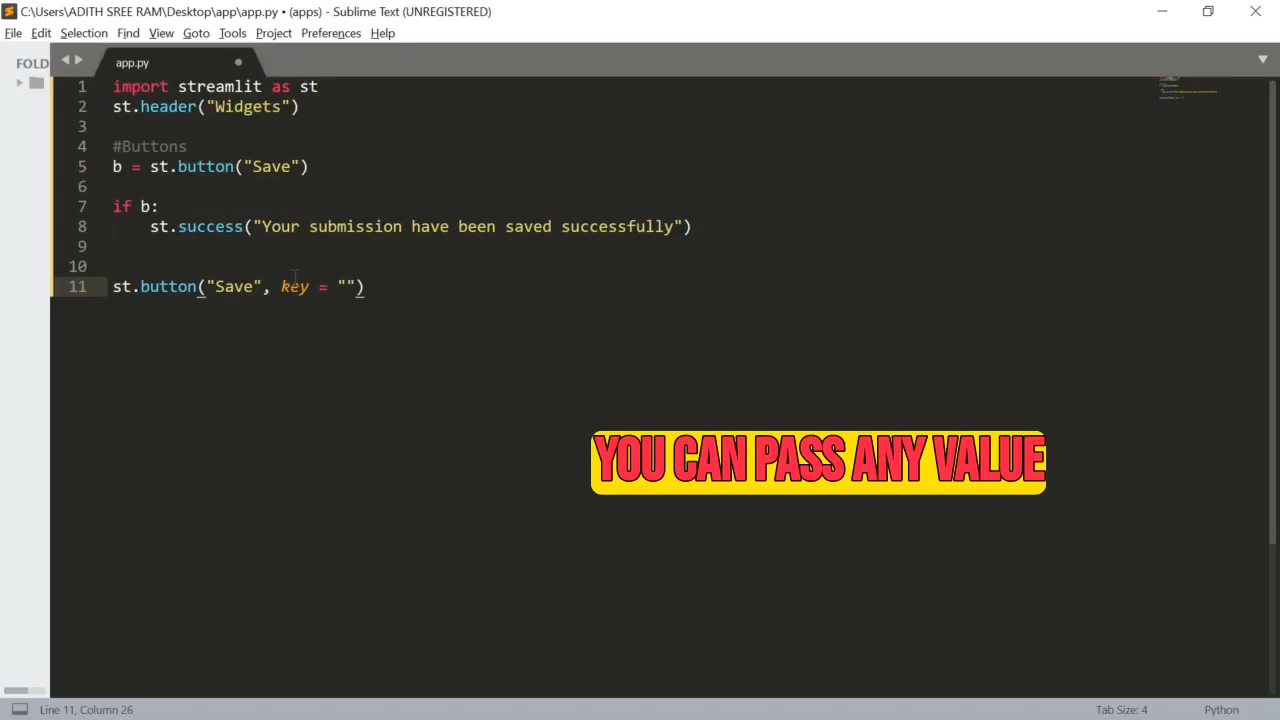 C:\Users\ADITH SREE RAM\Desktop\app\app.py • (apps) - Sublime Text (UNREGISTERED)
File Edit Selection Find View Goto Tools Project Preferences Help
FOLD
app.py
1 import streamlit as st
2 st.header("Widgets")
3
4 #Buttons
5 b = st.button("Save")
6
7 if b:
8 st.success("Your submission have been saved successfully")
9
10
11 st.button("Save", key = "")
YOU CAN PASS ANY VALUE
Line 11, Column 26 Tab Size: 4 Python